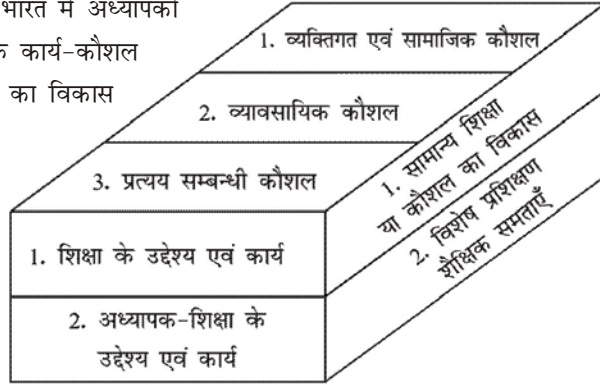 भारत में अध्यापकों
कार्य-कौशल
का विकास
1. व्यक्तिगत एवं सामाजिक कौशल
2. व्यावसायिक कौशल
3. प्रत्यय सम्बन्धी कौशल
1. शिक्षा के उद्देश्य एवं कार्य
2. अध्यापक-शिक्षा के
उद्देश्य एवं कार्य
1. सामान्य शिक्षा
या कौशल का विकास
2. विशेष प्रशिक्षण
शैक्षिक समताएँ